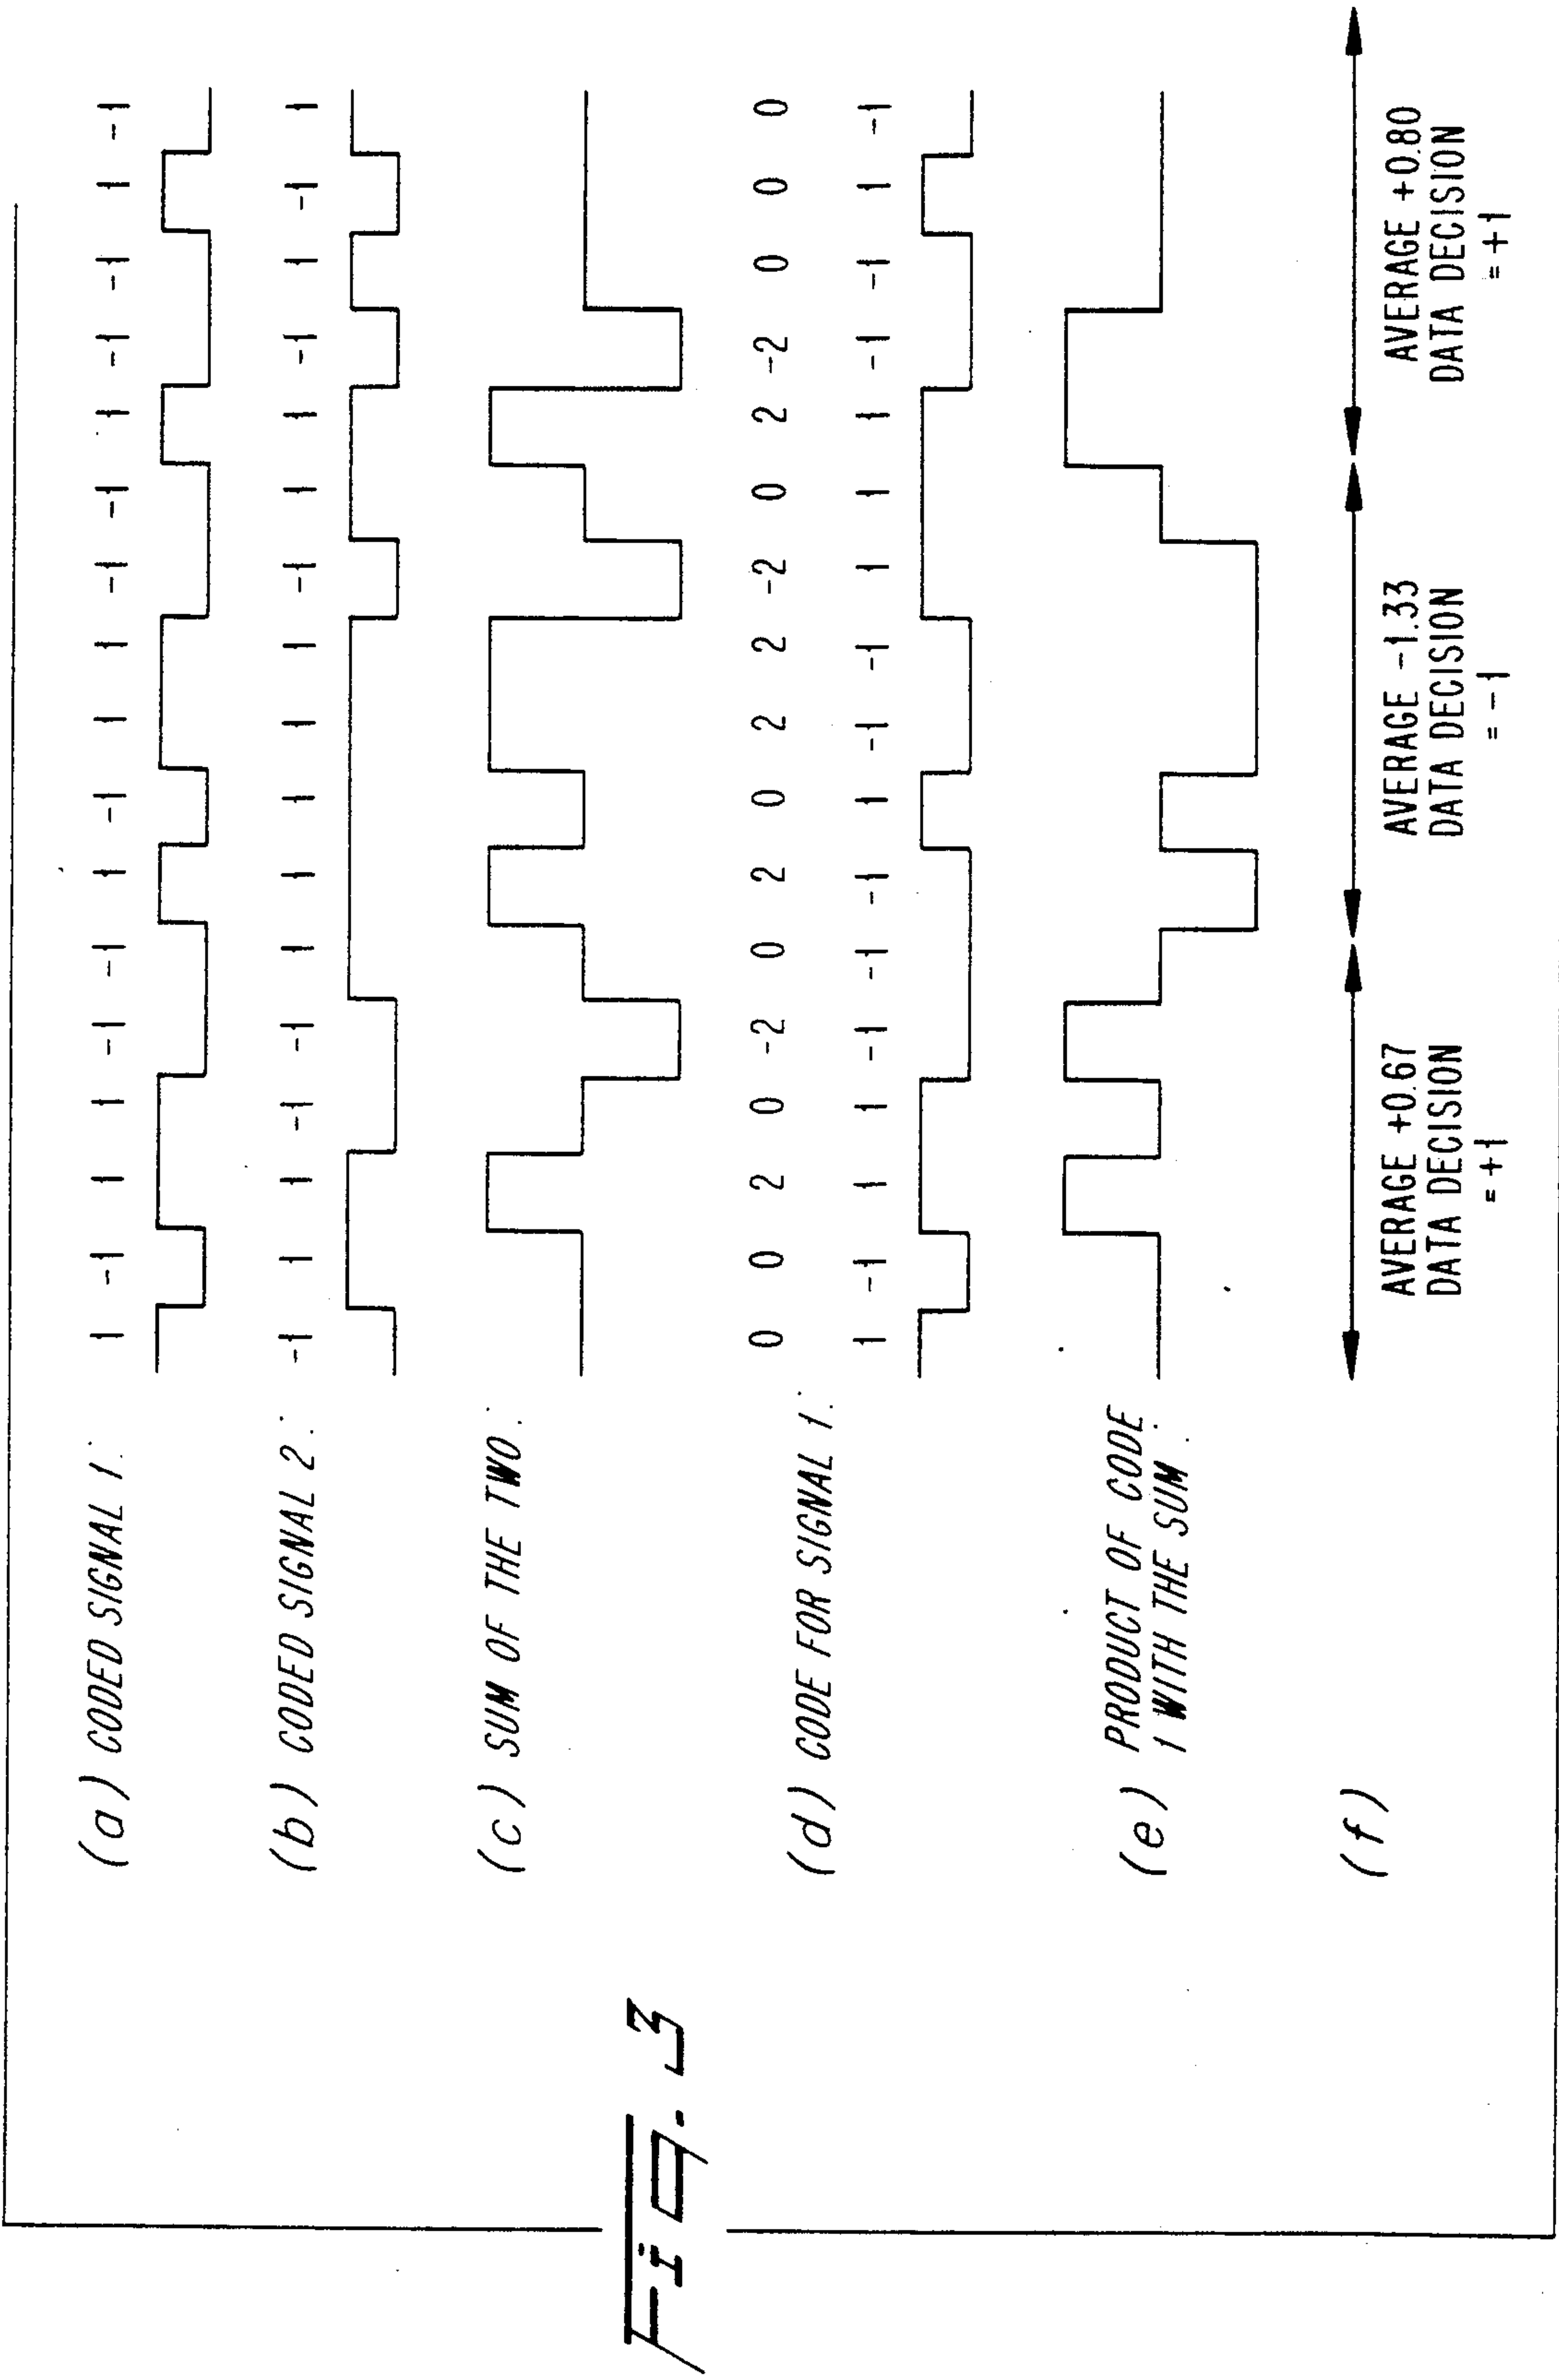 (a) CODED SIGNAL 1: 1 -1 1 1 -1 -1 1 -1 1 1 -1 -1 1 -1 -1 1 -1
(b) CODED SIGNAL 2: -1 1 1 -1 -1 1 1 1 1 1 -1 1 1 -1 1 -1 1
(c) SUM OF THE TWO:
0 0 2 0 -2 0 2 0 2 2 -2 0 2 -2 0 0 0
(d) CODE FOR SIGNAL 1: 1 -1 1 1 -1 -1 -1 1 -1 -1 1 1 1 -1 -1 1 -1
(e) PRODUCT OF CODE
1 WITH THE SUM:
(f)
AVERAGE +0.67
DATA DECISION
= +1
AVERAGE -1.33
DATA DECISION
= -1
AVERAGE +0.80
DATA DECISION
= +1
Fig. 3